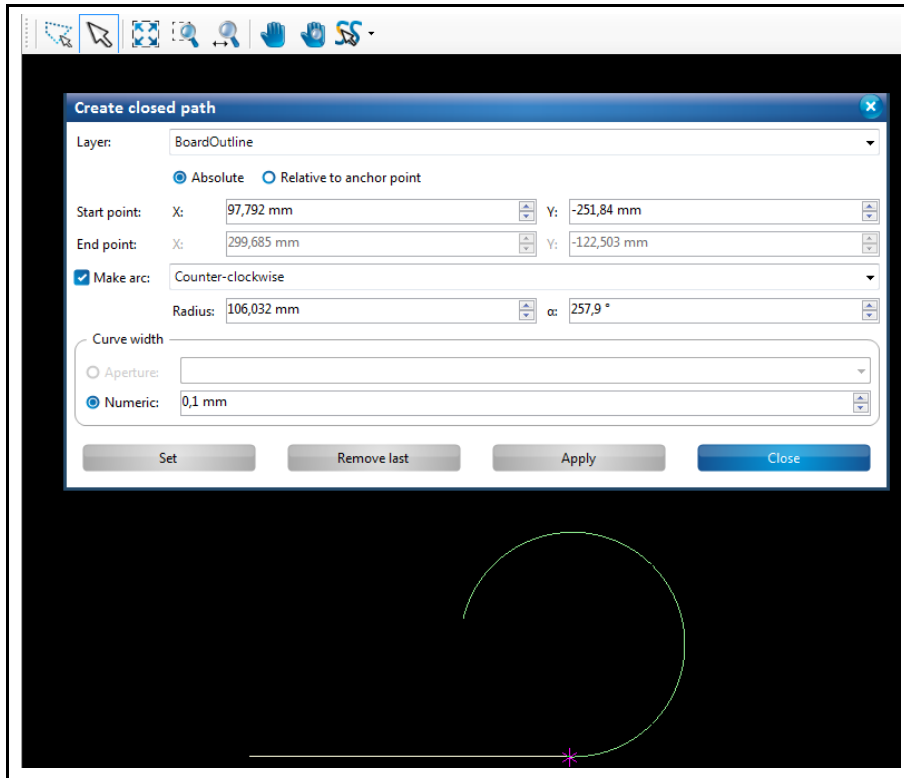 Create closed path
Layer: BoardOutline
Absolute Relative to anchor point
Start point: X: 97,792 mm Y: -251,84 mm
End point: X: 299,685 mm Y: -122,503 mm
Make arc: Counter-clockwise
Radius: 106,032 mm α: 257,9 °
Curve width
Aperture:
Numeric: 0,1 mm
Set Remove last Apply Close